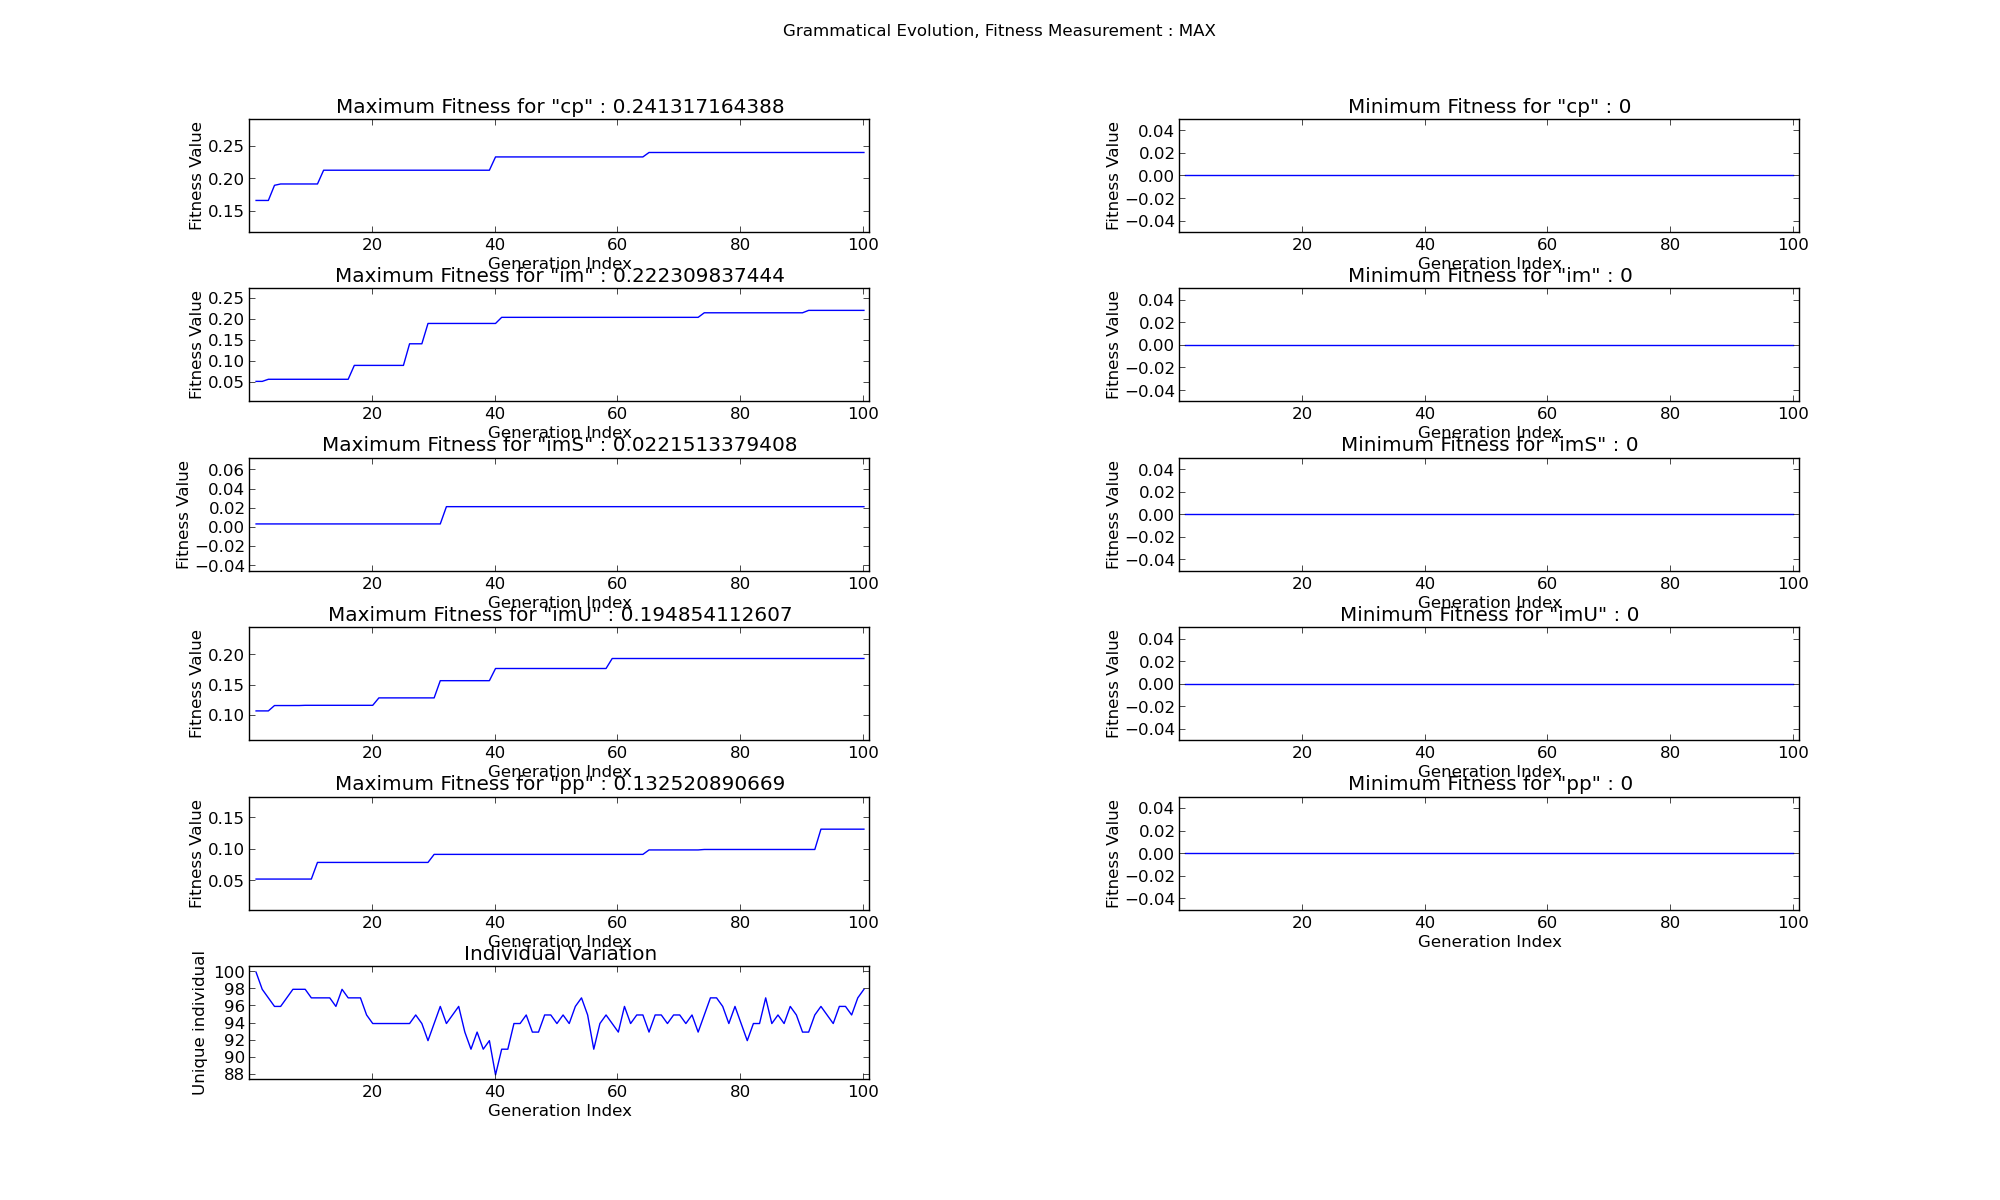 Grammatical Evolution, Fitness Measurement : MAX
Maximum Fitness for "cp" : 0.241317164388
Fitness Value
0.25
0.20
0.15
20 40 60 80 100
Generation Index
Minimum Fitness for "cp" : 0
Fitness Value
0.04
0.02
0.00
−0.02
−0.04
20 40 60 80 100
Generation Index
Maximum Fitness for "im" : 0.222309837444
Fitness Value
0.25
0.20
0.15
0.10
0.05
20 40 60 80 100
Generation Index
Minimum Fitness for "im" : 0
Fitness Value
0.04
0.02
0.00
−0.02
−0.04
20 40 60 80 100
Generation Index
Maximum Fitness for "imS" : 0.0221513379408
Fitness Value
0.06
0.04
0.02
0.00
−0.02
−0.04
20 40 60 80 100
Generation Index
Minimum Fitness for "imS" : 0
Fitness Value
0.04
0.02
0.00
−0.02
−0.04
20 40 60 80 100
Generation Index
Maximum Fitness for "imU" : 0.194854112607
Fitness Value
0.20
0.15
0.10
20 40 60 80 100
Generation Index
Minimum Fitness for "imU" : 0
Fitness Value
0.04
0.02
0.00
−0.02
−0.04
20 40 60 80 100
Generation Index
Maximum Fitness for "pp" : 0.132520890669
Fitness Value
0.15
0.10
0.05
20 40 60 80 100
Generation Index
Minimum Fitness for "pp" : 0
Fitness Value
0.04
0.02
0.00
−0.02
−0.04
20 40 60 80 100
Generation Index
Individual Variation
Unique individual
100
98
96
94
92
90
88
20 40 60 80 100
Generation Index